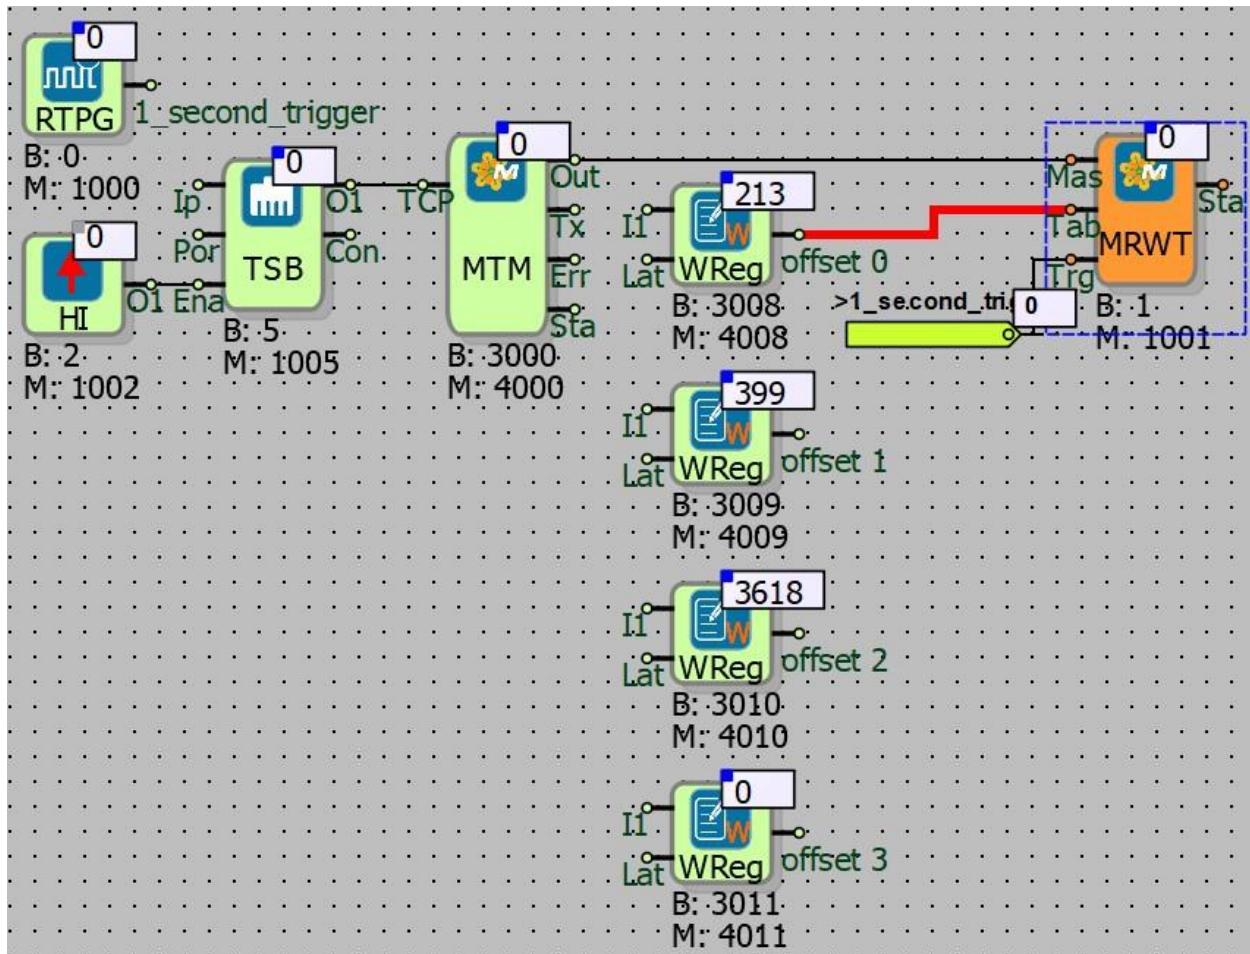 0
RTPG
1_second_trigger
B: 0
M: 1000
0
HI
O1
B: 2
M: 1002
0
Ip
Por
Ena
TSB
O1
Con
B: 5
M: 1005
0
TCP
MTM
Out
Tx
Err
Sta
B: 3000
M: 4000
213
I1
Lat
W
WReg
offset 0
B: 3008
M: 4008
399
I1
Lat
W
WReg
offset 1
B: 3009
M: 4009
3618
I1
Lat
W
WReg
offset 2
B: 3010
M: 4010
0
I1
Lat
W
WReg
offset 3
B: 3011
M: 4011
>1_second_tri
0
0
M
Mas
Tab
Trg
MRWT
Sta
B: 1
M: 1001